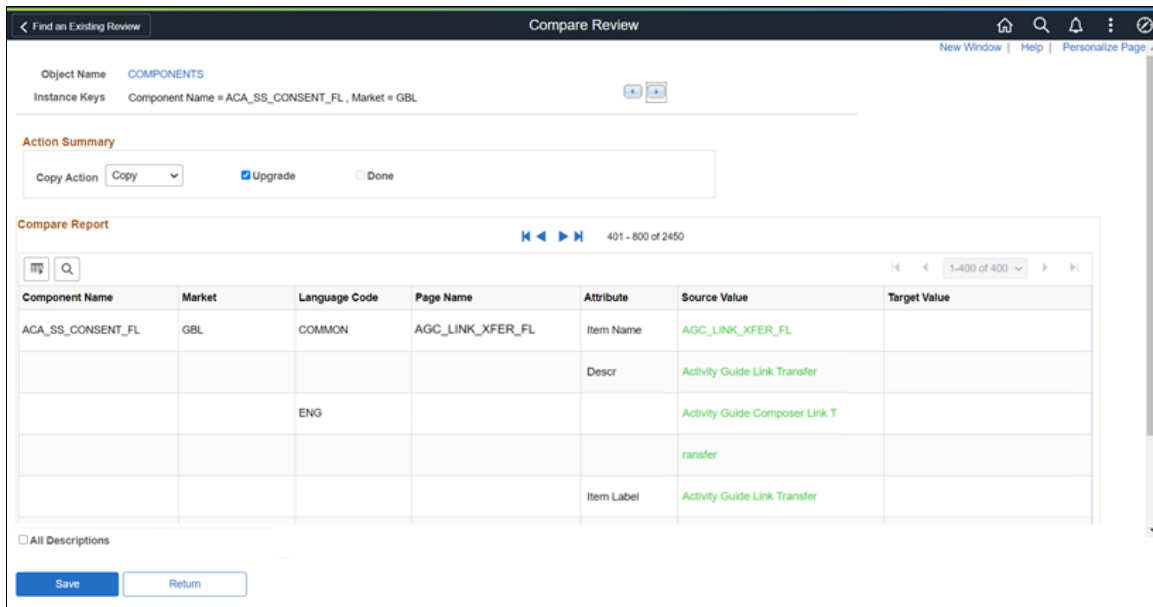 Find an Existing Review
Compare Review
New Window | Help | Personalize Page
Object Name COMPONENTS
Instance Keys Component Name = ACA_SS_CONSENT_FL , Market = GBL
Action Summary
Copy Action Copy Upgrade Done
Compare Report
401 - 800 of 2450
1-400 of 400
Component Name Market Language Code Page Name Attribute Source Value Target Value
ACA_SS_CONSENT_FL GBL COMMON AGC_LINK_XFER_FL Item Name AGC_LINK_XFER_FL
Descr Activity Guide Link Transfer
ENG Activity Guide Composer Link T
ransfer
Item Label Activity Guide Link Transfer
All Descriptions
Save Return